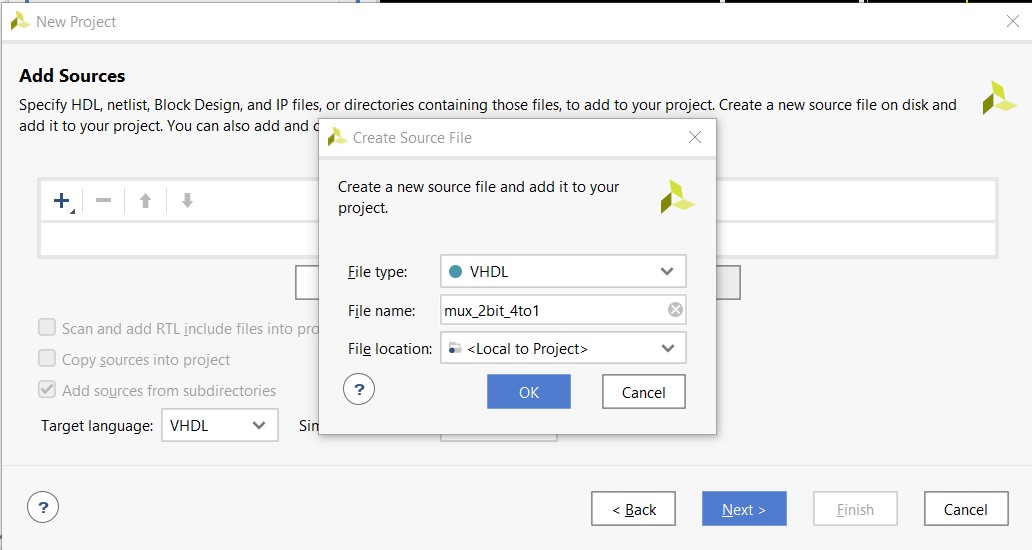 New Project
Add Sources
Specify HDL, netlist, Block Design, and IP files, or directories containing those files, to add to your project. Create a new source file on disk and
add it to your project. You can also add and
Create Source File
Create a new source file and add it to your
project.
File type:
VHDL
File name:
mux_2bit_4to1
File location:
<Local to Project>
?
OK
Cancel
Scan and add RTL include files into
Copy sources into project
Add sources from subdirectories
Target language:
VHDL
?
< Back
Next >
Finish
Cancel